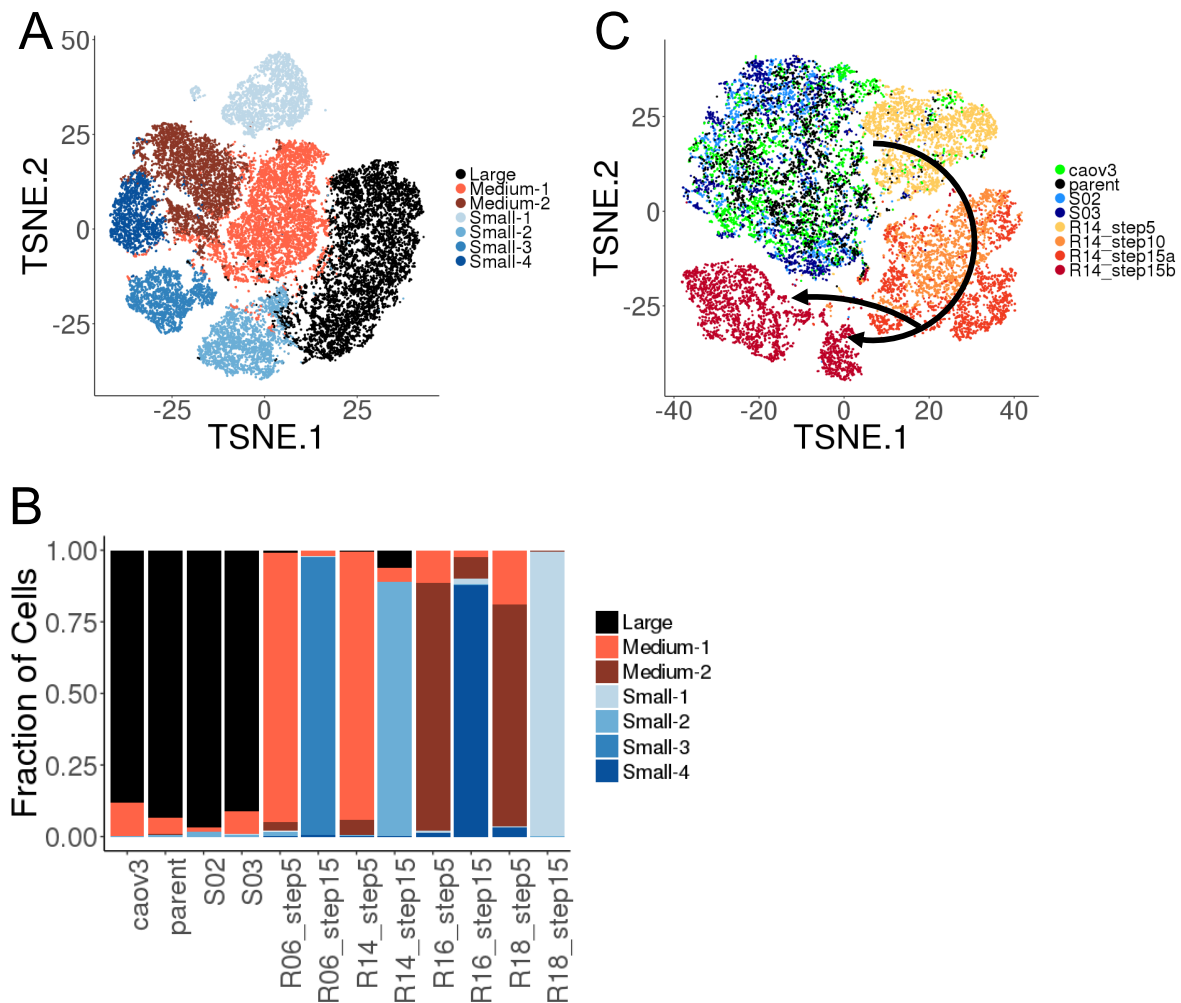 A
50
25
0
-25
TSNE.2
-25
0
25
TSNE.1
Large
Medium-1
Medium-2
Small-1
Small-2
Small-3
Small-4
C
25
0
-25
TSNE.2
-40
-20
0
20
40
TSNE.1
caov3
parent
S02
S03
R14_step5
R14_step10
R14_step15a
R14_step15b
B
Fraction of Cells
1.00
0.75
0.50
0.25
0.00
caov3
parent
S02
S03
R06_step5
R06_step15
R14_step5
R14_step15
R16_step5
R16_step15
R18_step5
R18_step15
Large
Medium-1
Medium-2
Small-1
Small-2
Small-3
Small-4